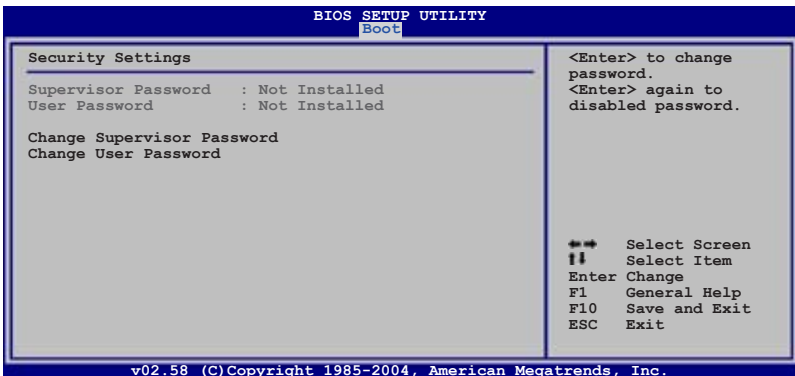 BIOS SETUP UTILITY
Boot
Security Settings
Supervisor Password : Not Installed
User Password : Not Installed
Change Supervisor Password
Change User Password
<Enter> to change
password.
<Enter> again to
disabled password.
←→ Select Screen
↑↓ Select Item
Enter Change
F1 General Help
F10 Save and Exit
ESC Exit
v02.58 (C)Copyright 1985-2004, American Megatrends, Inc.